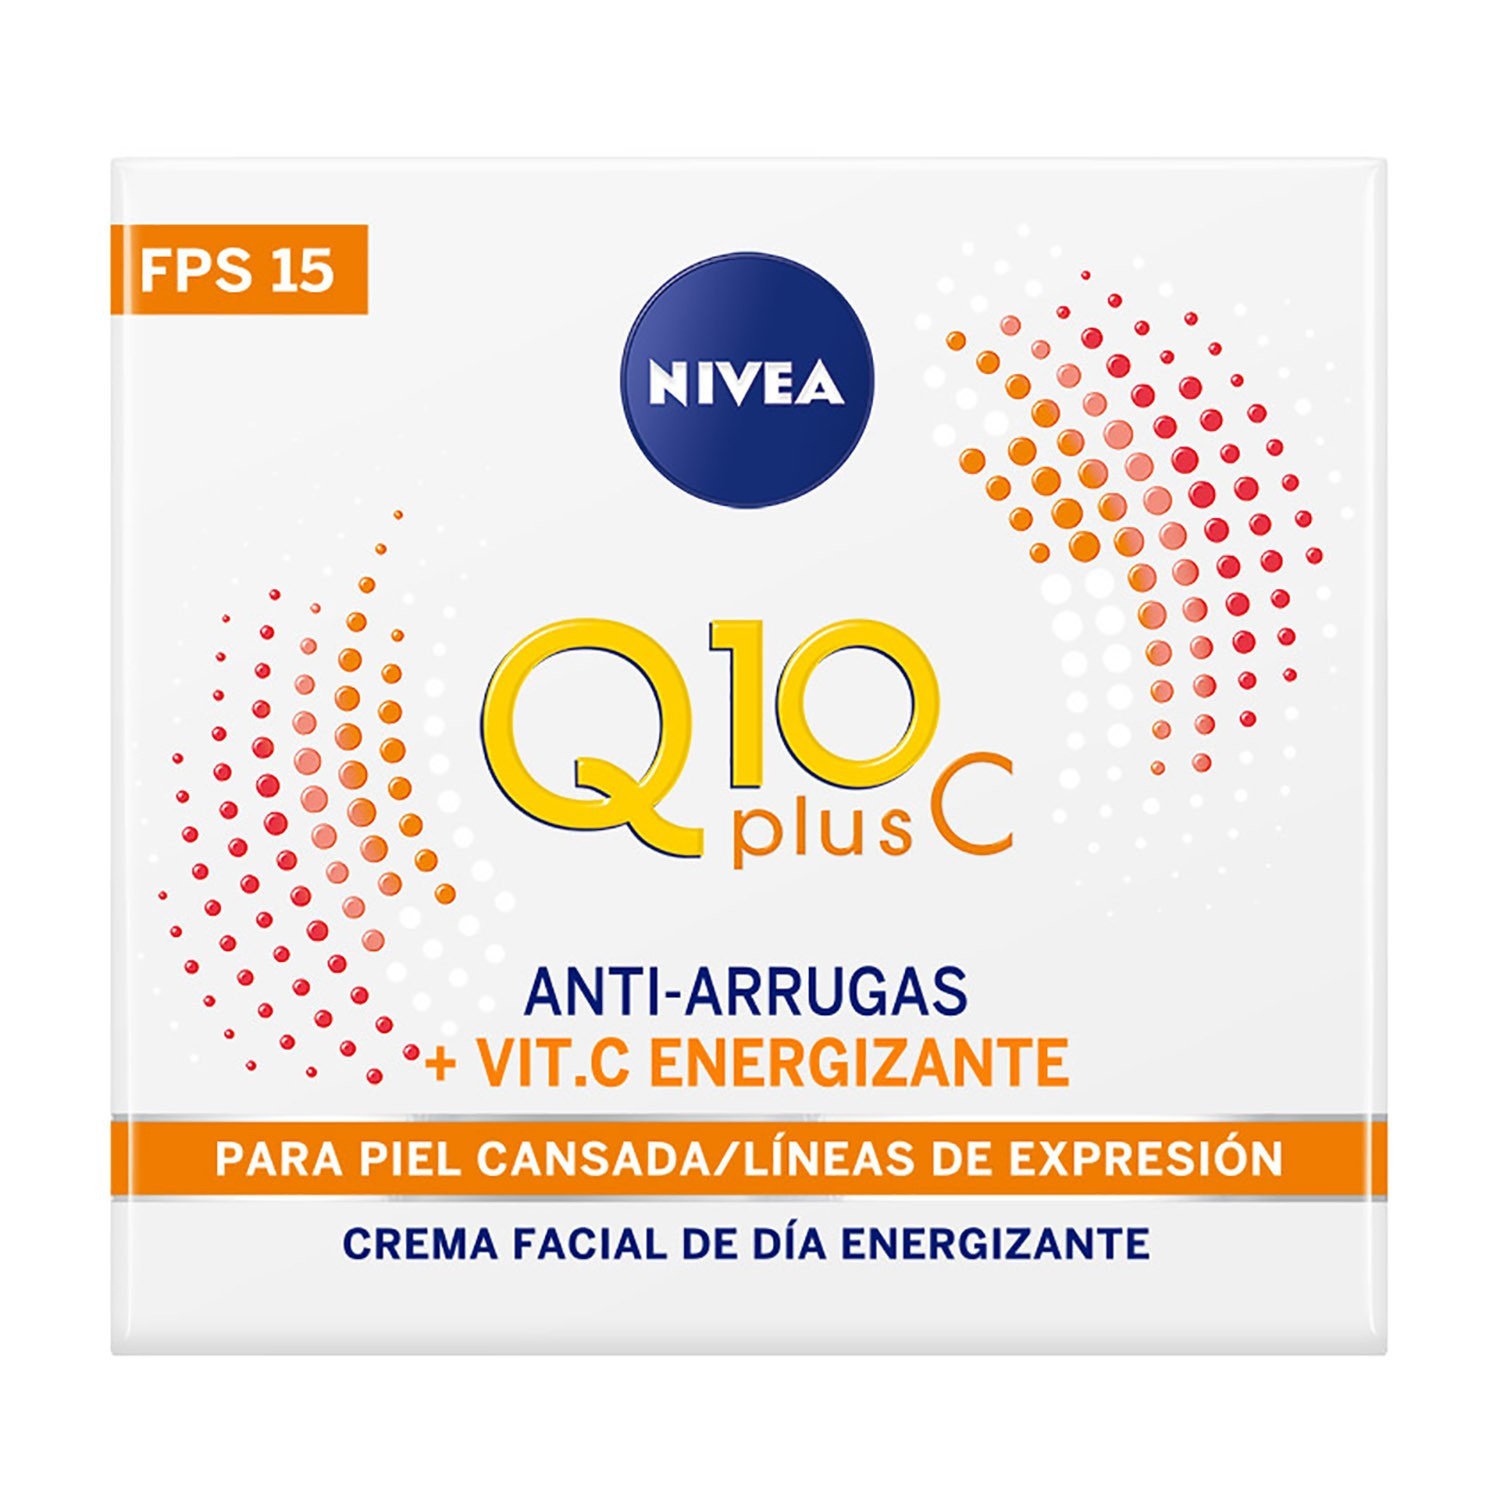 FPS 15
NIVEA
Q10
plus C
ANTI-ARRUGAS
+ VIT.C ENERGIZANTE
PARA PIEL CANSADA/LÍNEAS DE EXPRESIÓN
CREMA FACIAL DE DÍA ENERGIZANTE